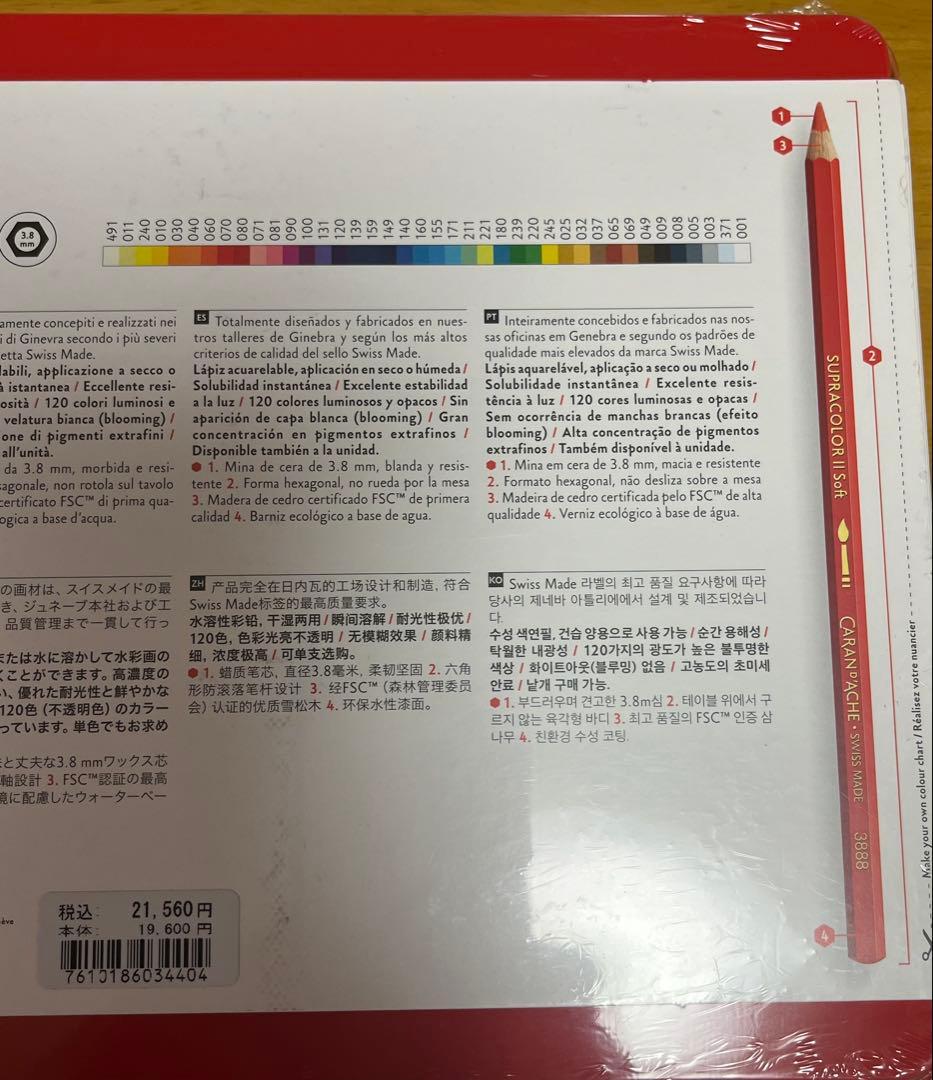 3.8
mm
491 011 240 010 030 040 060 070 080 071 081 090 100 131 120 139 159 149 140 160 155 171 211 221 180 239 220 245 025 032 037 065 069 049 009 008 005 003 371 001
amente concepiti e realizzati nei
i di Ginevra secondo i più severi
etta Swiss Made.
labili, applicazione a secco o
à istantanea / Eccellente resi-
osità / 120 colori luminosi e
velatura bianca (blooming) /
one di pigmenti extrafini /
all'unità.
da 3.8 mm, morbida e resi-
sagonale, non rotola sul tavolo
certificato FSC™ di prima qua-
ogica a base d'acqua.
ES Totalmente diseñados y fabricados en nues-
tros talleres de Ginebra y según los más altos
criterios de calidad del sello Swiss Made.
Lápiz acuarelable, aplicación en seco o húmeda /
Solubilidad instantánea / Excelente estabilidad
a la luz / 120 colores luminosos y opacos / Sin
aparición de capa blanca (blooming) / Gran
concentración en pigmentos extrafinos /
Disponible también a la unidad.
1. Mina de cera de 3.8 mm, blanda y resis-
tente 2. Forma hexagonal, no rueda por la mesa
3. Madera de cedro certificado FSC™ de primera
calidad 4. Barniz ecológico a base de agua.
PT Inteiramente concebidos e fabricados nas nos-
sas oficinas em Genebra e segundo os padrões de
qualidade mais elevados da marca Swiss Made.
Lápis aquarelável, aplicação a seco ou molhado /
Solubilidade instantânea / Excelente resis-
tência à luz / 120 cores luminosas e opacas /
Sem ocorrência de manchas brancas (efeito
blooming) / Alta concentração de pigmentos
extrafinos / Também disponível à unidade.
1. Mina em cera de 3.8 mm, macia e resistente
2. Formato hexagonal, não desliza sobre a mesa
3. Madeira de cedro certificada pelo FSC™ de alta
qualidade 4. Verniz ecológico à base de água.
の画材は、スイスメイドの最
き、ジュネーブ本社および工
品質管理まで一貫して行っ
または水に溶かして水彩画の
くことができます。高濃度の
い、優れた耐光性と鮮やかな
120色 (不透明色) のカラー
っています。単色でもお求め
と丈夫な3.8 mmワックス芯
軸設計 3. FSC™認証の最高
境に配慮したウォーターベー
ZH 产品完全在日内瓦的工场设计和制造，符合
Swiss Made标签的最高质量要求。
水溶性彩铅，干湿两用 / 瞬间溶解 / 耐光性极优 /
120色，色彩光亮不透明 / 无模糊效果 / 颜料精
细，浓度极高 / 可单支选购。
1. 蜡质笔芯，直径3.8毫米，柔韧坚固 2. 六角
形防滚落笔杆设计 3. 经FSC™（森林管理委员
会）认证的优质雪松木 4. 环保水性漆面。
KO Swiss Made 라벨의 최고 품질 요구사항에 따라
당사의 제네바 아틀리에에서 설계 및 제조되었습니
다.
수성 색연필, 건습 양용으로 사용 가능 / 순간 용해성 /
탁월한 내광성 / 120가지의 광도가 높은 불투명한
색상 / 화이트아웃(블루밍) 없음 / 고농도의 초미세
안료 / 낱개 구매 가능.
1. 부드러우며 견고한 3.8m심 2. 테이블 위에서 구
르지 않는 육각형 바디 3. 최고 품질의 FSC™ 인증 삼
나무 4. 친환경 수성 코팅.
1
3
2
4
SUPRACOLOR II Soft
CARAN D'ACHE • SWISS MADE 3888
Make your own colour chart / Réalisez votre nuancier
ève
税込: 21,560円
本体: 19,600円
7610186034404